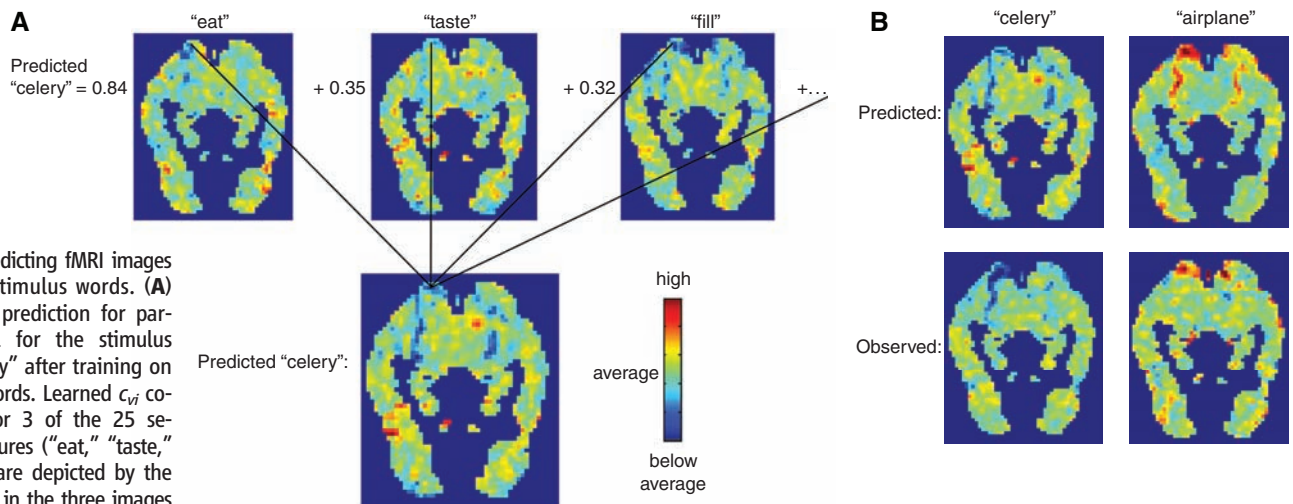 A
"eat"
"taste"
"fill"
Predicted
"celery" = 0.84
+ 0.35
+ 0.32
+...
dicting fMRI images
timulus words. (A)
prediction for par-
for the stimulus
y" after training on
ords. Learned cvi co-
or 3 of the 25 se-
ures ("eat," "taste,"
are depicted by the
in the three images
Predicted "celery":
high
average
below
average
B
"celery"
"airplane"
Predicted:
Observed: